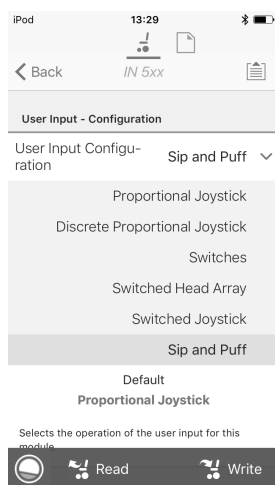 iPod 13:29
Back IN 5xx
User Input - Configuration
User Input Configu-
ration
Sip and Puff
Proportional Joystick
Discrete Proportional Joystick
Switches
Switched Head Array
Switched Joystick
Sip and Puff
Default
Proportional Joystick
Selects the operation of the user input for this
module
Read Write